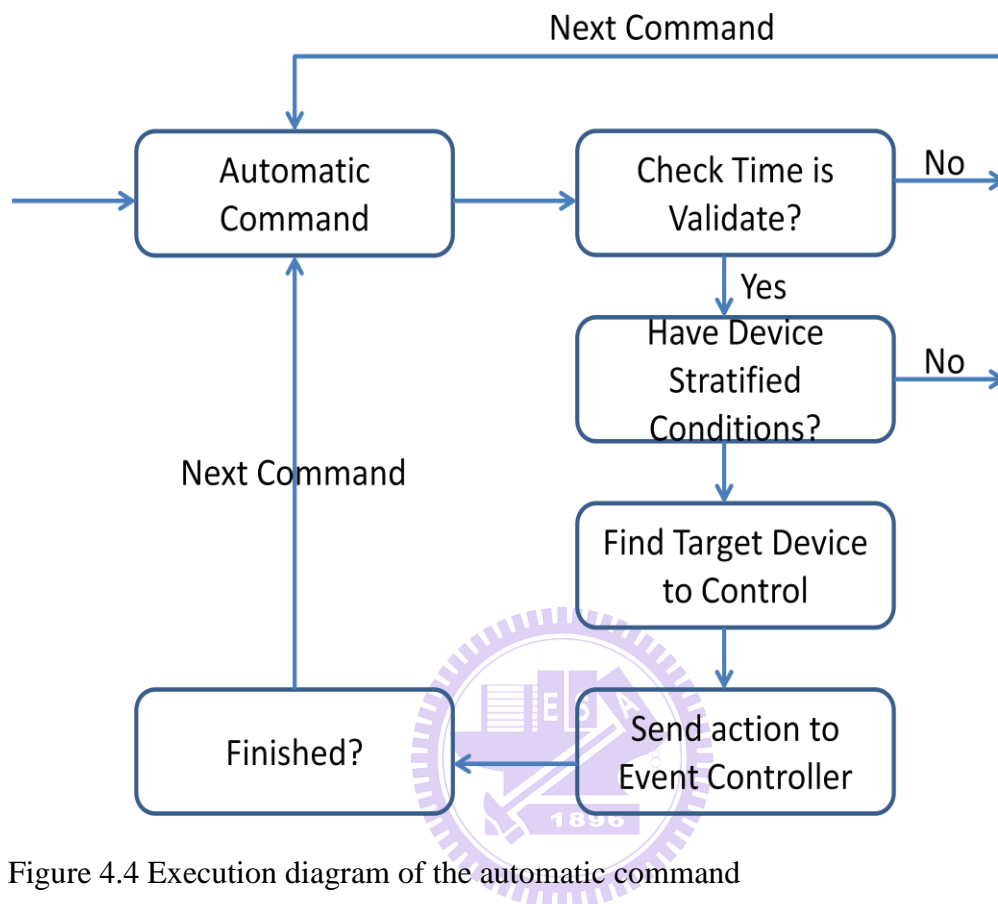 Next Command
Automatic
Command
Check Time is
Validate?
No
Yes
Have Device
Stratified
Conditions?
No
Next Command
Find Target Device
to Control
Finished?
Send action to
Event Controller
E S A
1896
Figure 4.4 Execution diagram of the automatic command